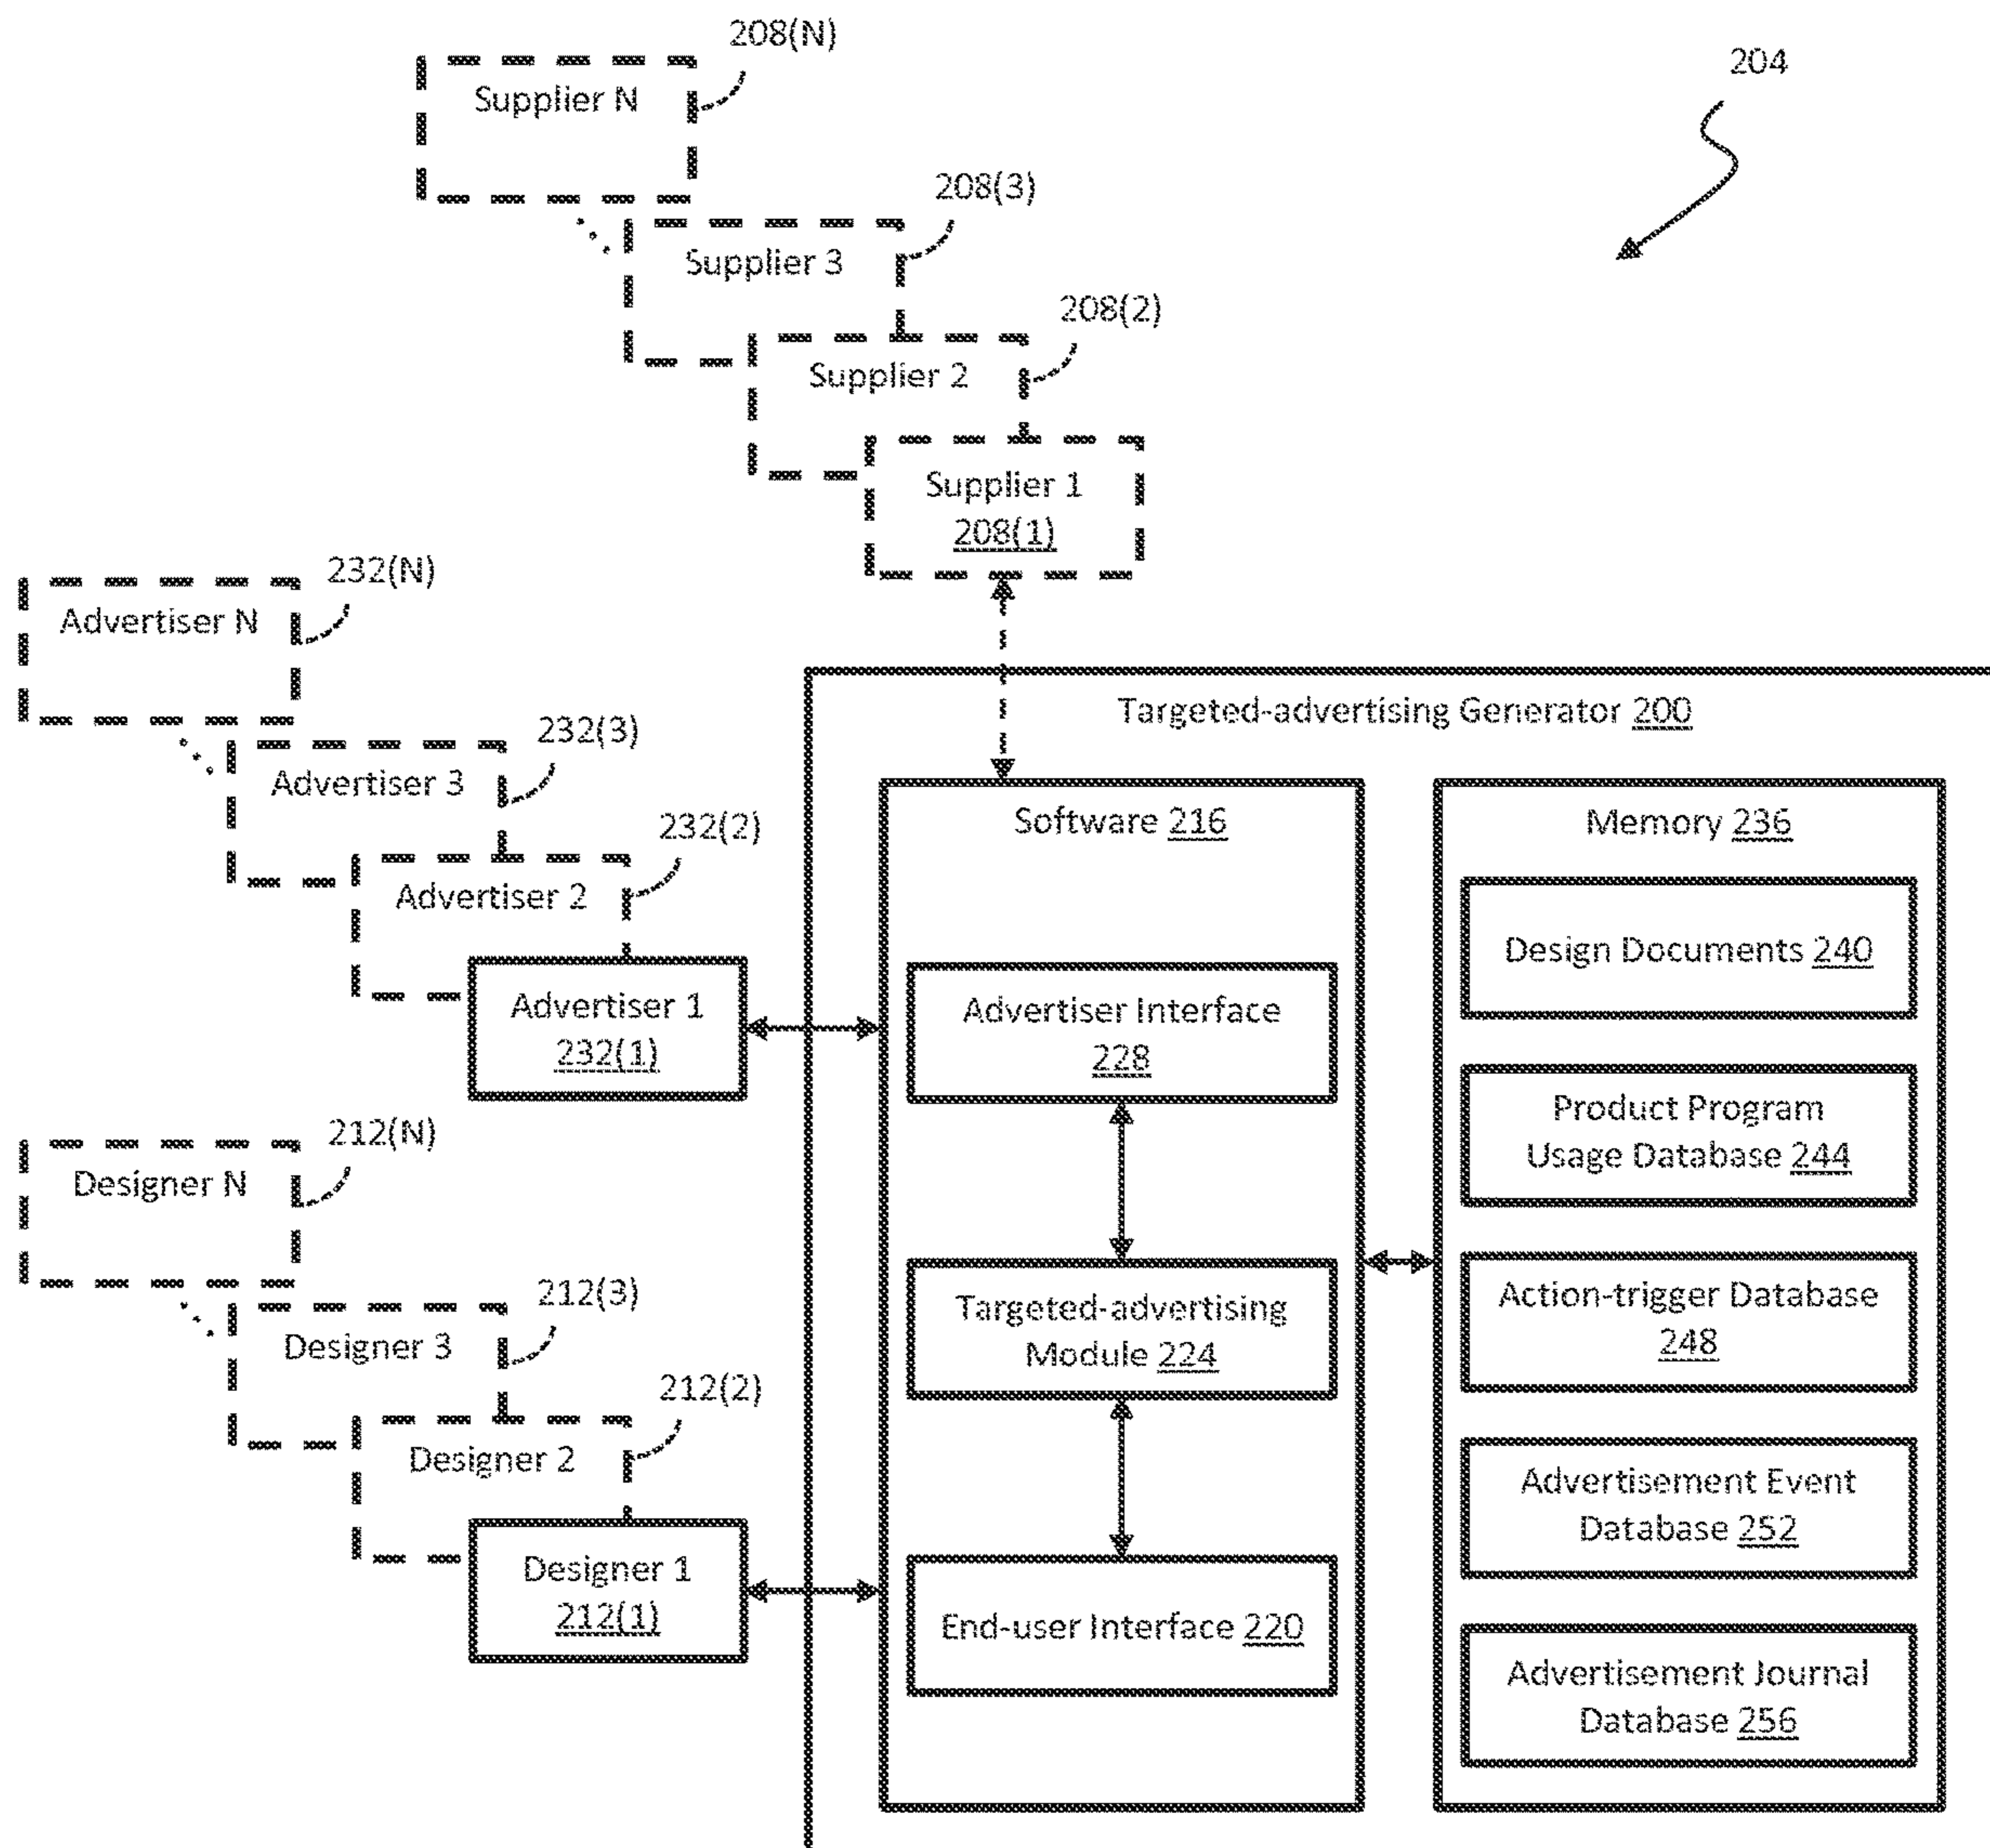 208(N)
Supplier N
204
208(3)
Supplier 3
208(2)
Supplier 2
Supplier 1
208(1)
232(N)
Advertiser N
Targeted-advertising Generator 200
232(3)
Advertiser 3
232(2)
Advertiser 2
Advertiser 1
232(1)
212(N)
Designer N
212(3)
Designer 3
212(2)
Designer 2
Designer 1
212(1)
Software 216
Advertiser Interface
228
Targeted-advertising
Module 224
End-user Interface 220
Memory 236
Design Documents 240
Product Program
Usage Database 244
Action-trigger Database
248
Advertisement Event
Database 252
Advertisement Journal
Database 256